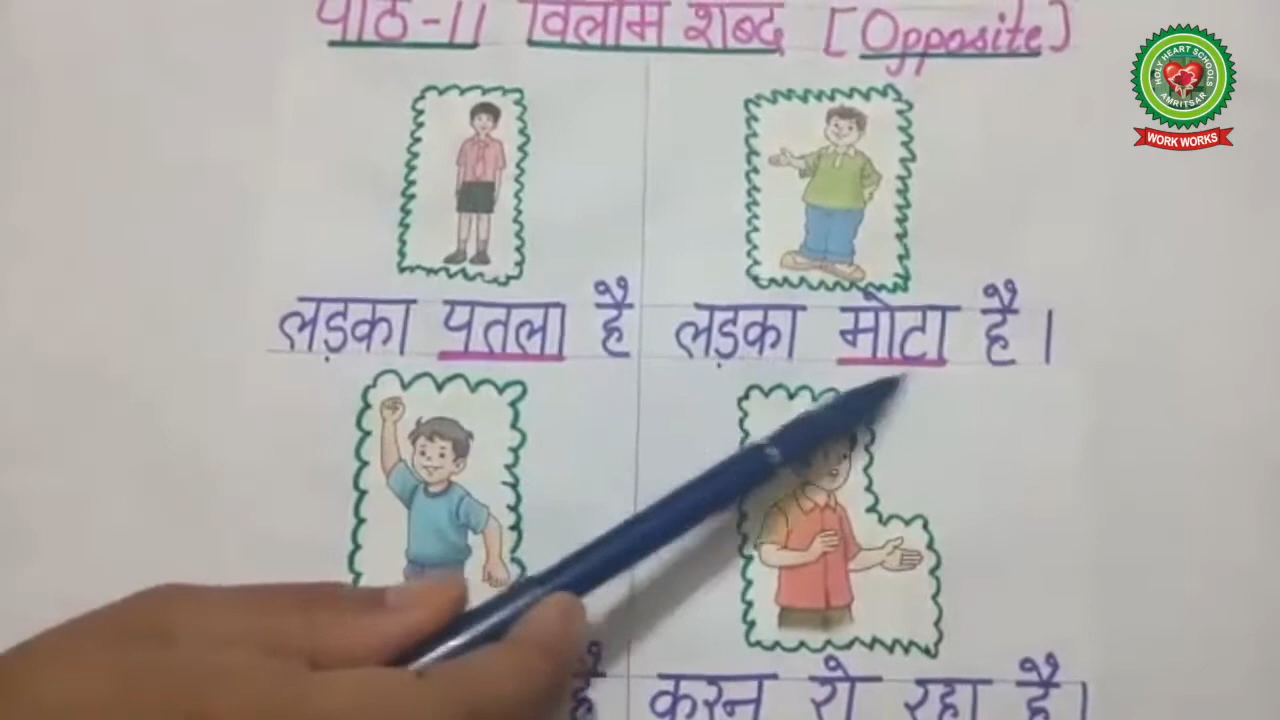 पाठ-11 विलोम शब्द [Opposite]
लड़का पतला है
लड़का मोटा है।
है
करन रो रहा है।
HOLY HEART SCHOOLS
AMRITSAR
WORK WORKS